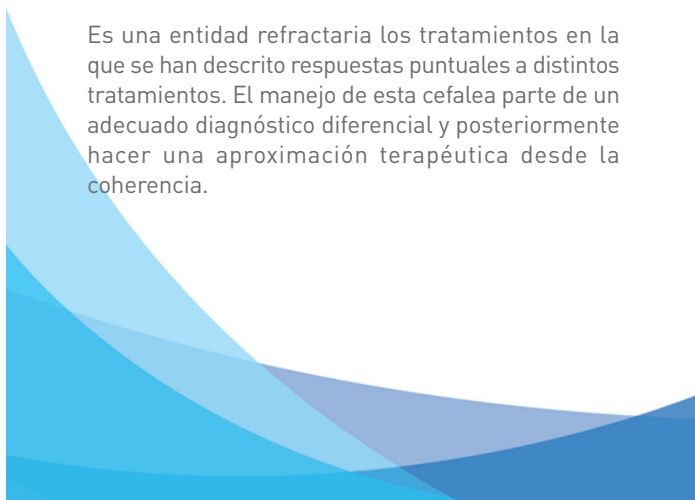 Es una entidad refractaria los tratamientos en la
que se han descrito respuestas puntuales a distintos
tratamientos. El manejo de esta cefalea parte de un
adecuado diagnóstico diferencial y posteriormente
hacer una aproximación terapéutica desde la
coherencia.